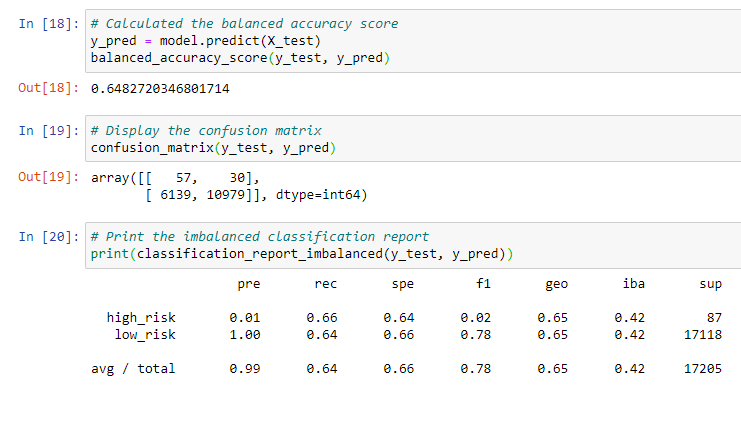 In [18]: # Calculated the balanced accuracy score
y_pred = model.predict(X_test)
balanced_accuracy_score(y_test, y_pred)
Out[18]: 0.6482720346801714
In [19]: # Display the confusion matrix
confusion_matrix(y_test, y_pred)
Out[19]: array([[   57,    30],
       [ 6139, 10979]], dtype=int64)
In [20]: # Print the imbalanced classification report
print(classification_report_imbalanced(y_test, y_pred))
pre rec spe f1 geo iba sup
high_risk 0.01 0.66 0.64 0.02 0.65 0.42 87
low_risk 1.00 0.64 0.66 0.78 0.65 0.42 17118
avg / total 0.99 0.64 0.66 0.78 0.65 0.42 17205